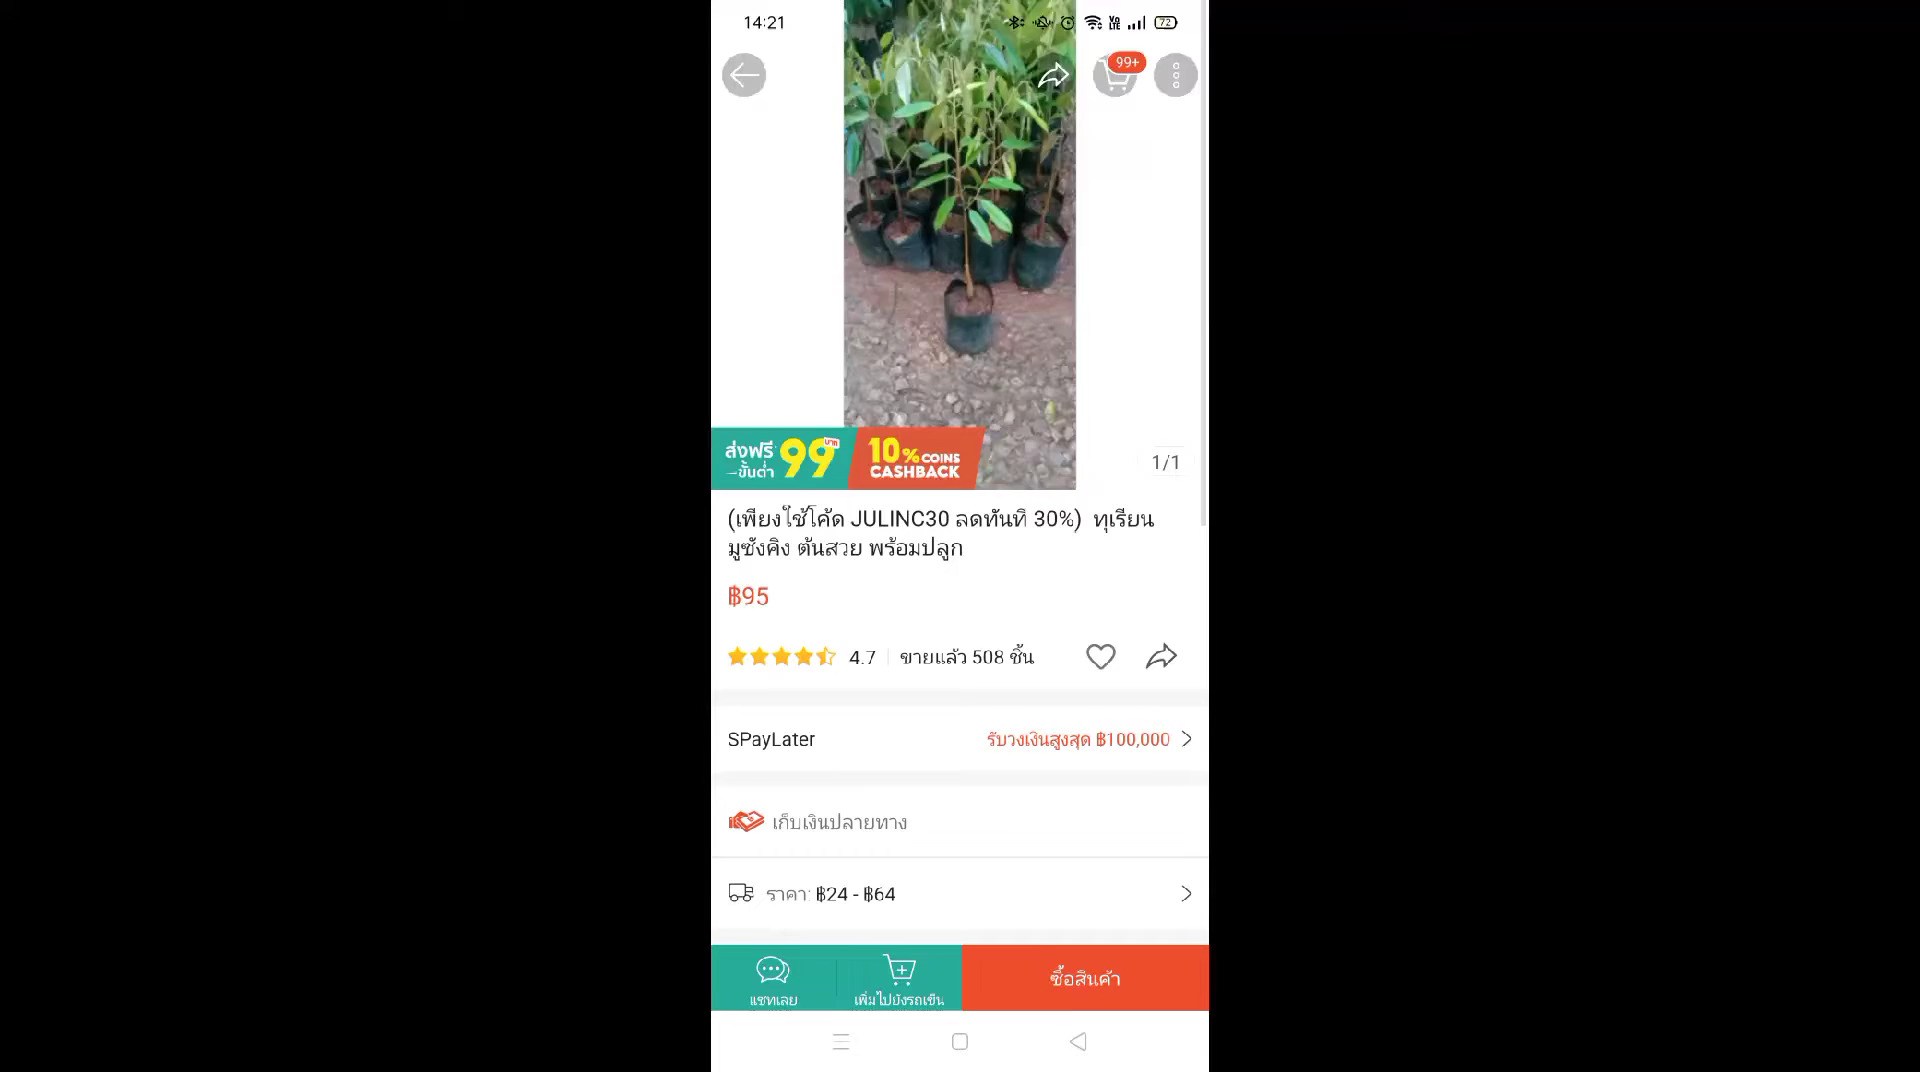 14:21
72
99+
ส่งฟรี
ขั้นต่ำ
99
บาท
10% COINS
CASHBACK
1/1
(เพียงใช้โค้ด JULINC30 ลดทันที 30%) ทุเรียน
มูซังคิง ต้นสวย พร้อมปลูก
฿95
4.7
ขายแล้ว 508 ชิ้น
SPayLater
รับวงเงินสูงสุด ฿100,000
เก็บเงินปลายทาง
ราคา: ฿24 - ฿64
แชทเลย
เพิ่มไปยังรถเข็น
ซื้อสินค้า